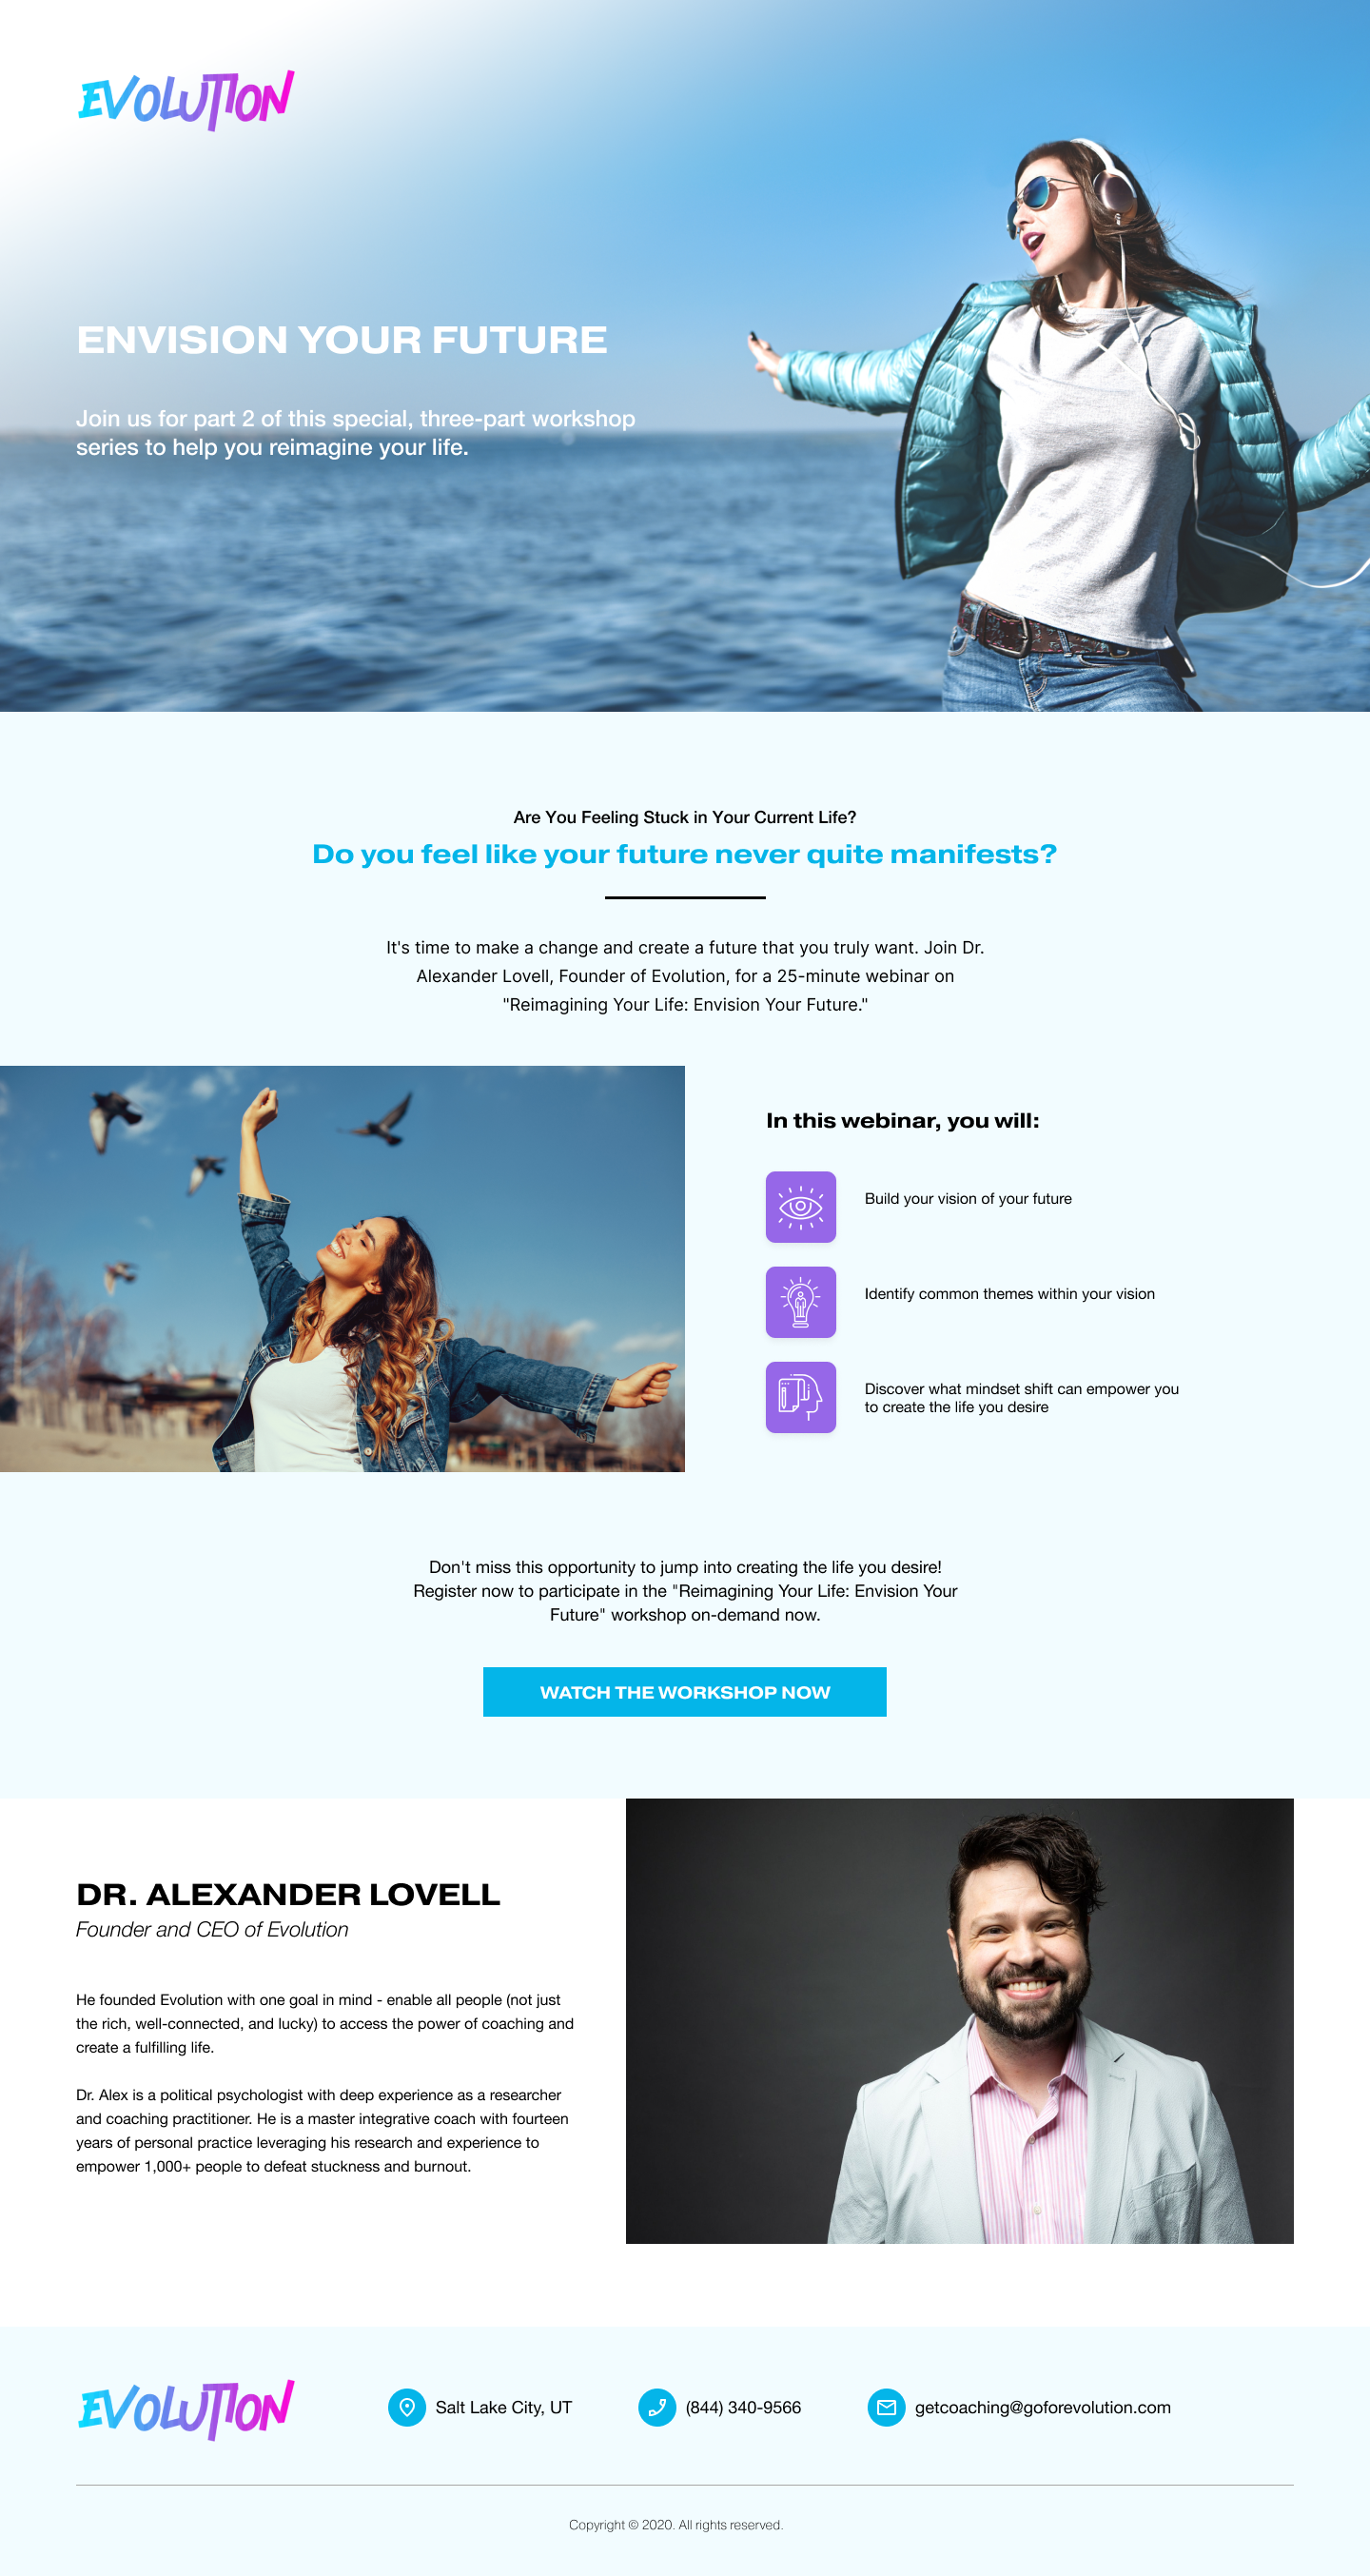 EVOLUTION
ENVISION YOUR FUTURE
Join us for part 2 of this special, three-part workshop
series to help you reimagine your life.
Are You Feeling Stuck in Your Current Life?
Do you feel like your future never quite manifests?
It's time to make a change and create a future that you truly want. Join Dr.
Alexander Lovell, Founder of Evolution, for a 25-minute webinar on
"Reimagining Your Life: Envision Your Future."
In this webinar, you will:
Build your vision of your future
Identify common themes within your vision
Discover what mindset shift can empower you
to create the life you desire
Don't miss this opportunity to jump into creating the life you desire!
Register now to participate in the "Reimagining Your Life: Envision Your
Future" workshop on-demand now.
WATCH THE WORKSHOP NOW
DR. ALEXANDER LOVELL
Founder and CEO of Evolution
He founded Evolution with one goal in mind - enable all people (not just
the rich, well-connected, and lucky) to access the power of coaching and
create a fulfilling life.
Dr. Alex is a political psychologist with deep experience as a researcher
and coaching practitioner. He is a master integrative coach with fourteen
years of personal practice leveraging his research and experience to
empower 1,000+ people to defeat stuckness and burnout.
EVOLUTION
Salt Lake City, UT
(844) 340-9566
getcoaching@goforevolution.com
Copyright © 2020. All rights reserved.